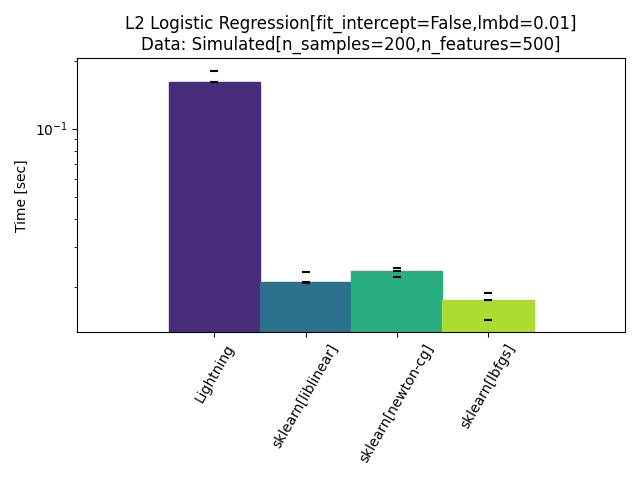 L2 Logistic Regression[fit_intercept=False,lmbd=0.01]
Data: Simulated[n_samples=200,n_features=500]
10⁻¹
Time [sec]
Lightning
sklearn[liblinear]
sklearn[newton-cg]
sklearn[lbfgs]